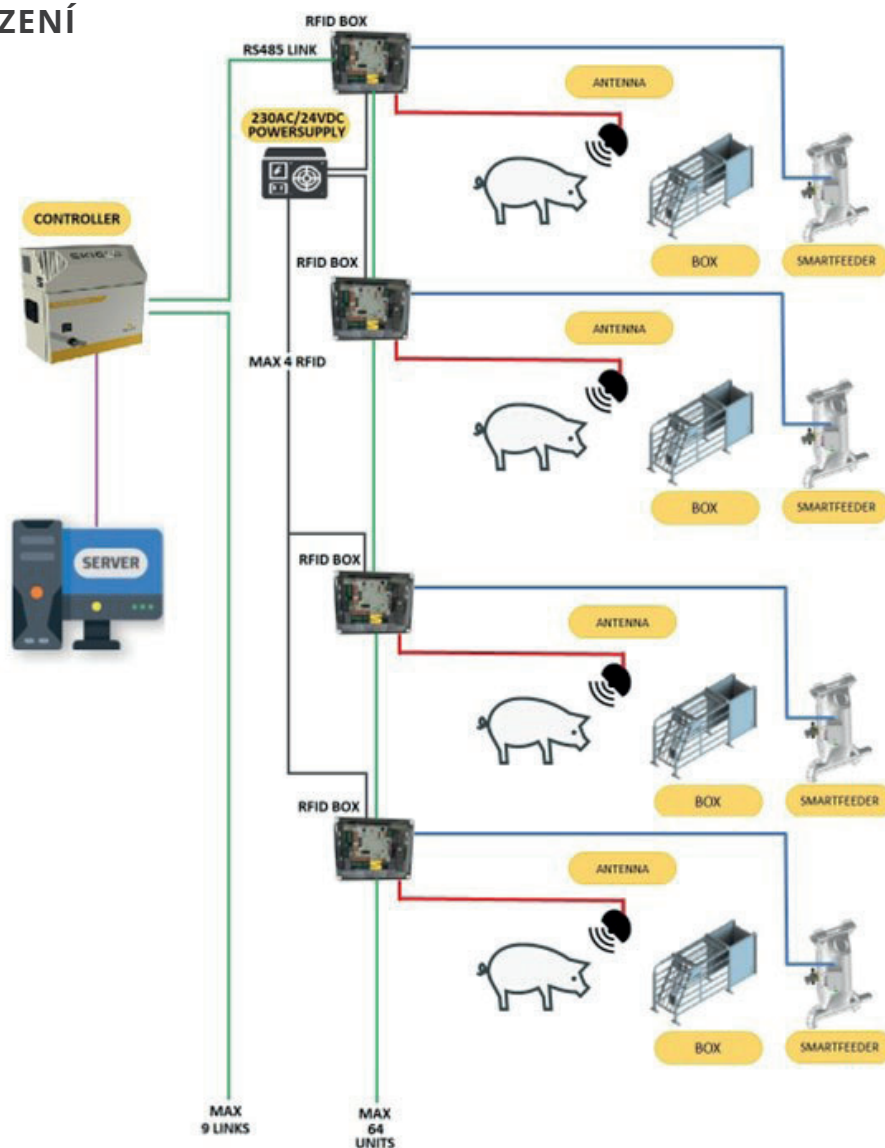 ZENÍ
RFID BOX
RS485 LINK
ANTENNA
230AC/24VDC
POWERSUPPLY
CONTROLLER
BOX
SMARTFEEDER
RFID BOX
ANTENNA
MAX 4 RFID
BOX
SMARTFEEDER
SERVER
RFID BOX
ANTENNA
BOX
SMARTFEEDER
RFID BOX
ANTENNA
BOX
SMARTFEEDER
MAX
9 LINKS
MAX
64
UNITS